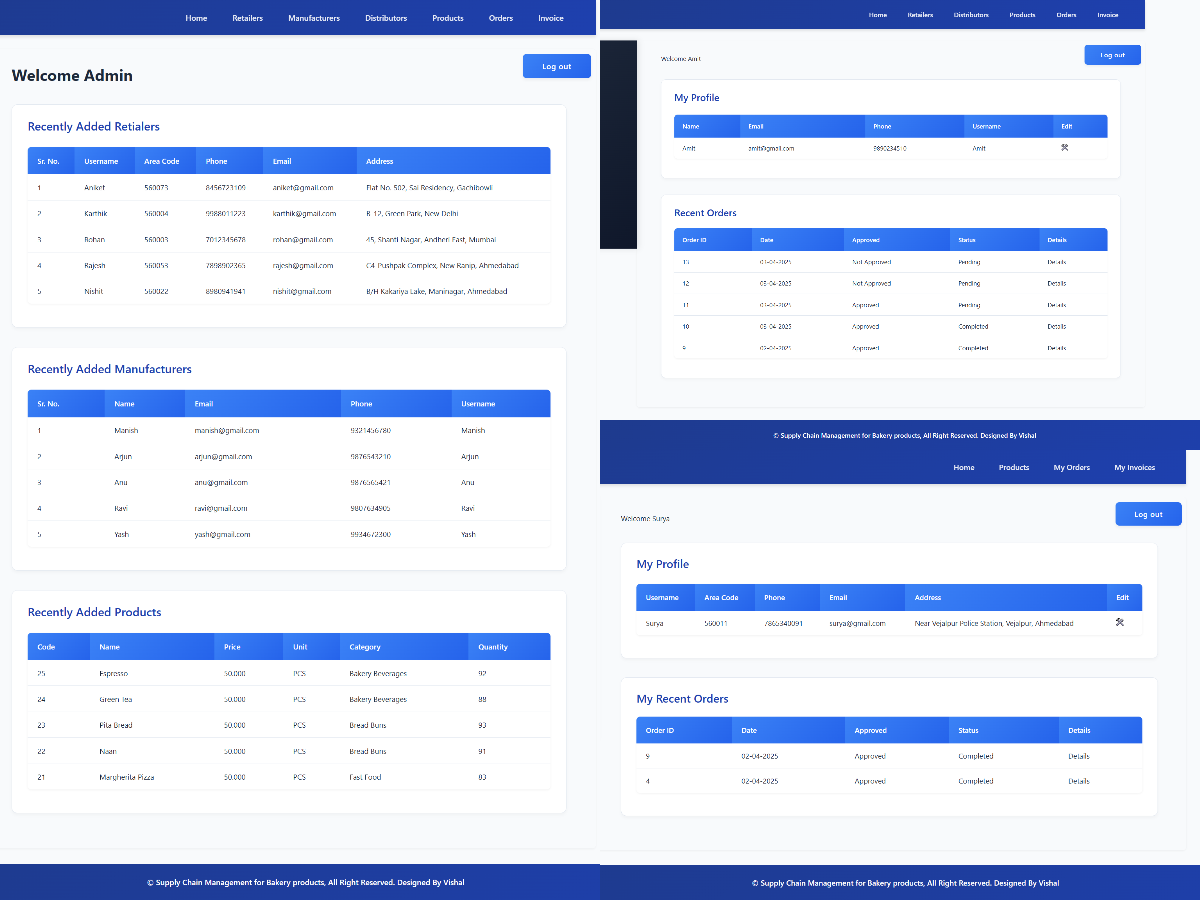 Home Retailers Manufacturers Distributors Products Orders Invoice
Welcome Admin
Log out
Recently Added Retialers
Sr. No. Username Area Code Phone Email Address
1 Aniket 560073 8456723109 aniket@gmail.com Flat No. 502, Sai Residency, Gachibowli
2 Karthik 560004 9988011223 karthik@gmail.com B-12, Green Park, New Delhi
3 Rohan 560003 7012345678 rohan@gmail.com 45, Shanti Nagar, Andheri East, Mumbai
4 Rajesh 560053 7898902365 rajesh@gmail.com C4 Pushpak Complex, New Ranip, Ahmedabad
5 Nishit 560022 8980941941 nishit@gmail.com B/H Kakariya Lake, Maninagar, Ahmedabad
Recently Added Manufacturers
Sr. No. Name Email Phone Username
1 Manish manish@gmail.com 9321456780 Manish
2 Arjun arjun@gmail.com 9876543210 Arjun
3 Anu anu@gmail.com 9876565421 Anu
4 Ravi ravi@gmail.com 9807634905 Ravi
5 Yash yash@gmail.com 9934672300 Yash
Recently Added Products
Code Name Price Unit Category Quantity
25 Espresso 50.000 PCS Bakery Beverages 92
24 Green Tea 50.000 PCS Bakery Beverages 88
23 Pita Bread 50.000 PCS Bread Buns 93
22 Naan 50.000 PCS Bread Buns 91
21 Margherita Pizza 50.000 PCS Fast Food 83
© Supply Chain Management for Bakery products, All Right Reserved. Designed By Vishal
Home Retailers Distributors Products Orders Invoice
Welcome Amit
Log out
My Profile
Name Email Phone Username Edit
Amit amit@gmail.com 9890234510 Amit
Recent Orders
Order ID Date Approved Status Details
13 03-04-2025 Not Approved Pending Details
12 03-04-2025 Not Approved Pending Details
11 03-04-2025 Approved Pending Details
10 03-04-2025 Approved Completed Details
9 02-04-2025 Approved Completed Details
© Supply Chain Management for Bakery products, All Right Reserved. Designed By Vishal
Home Products My Orders My Invoices
Welcome Surya
Log out
My Profile
Username Area Code Phone Email Address Edit
Surya 560011 7865340091 surya@gmail.com Near Vejalpur Police Station, Vejalpur, Ahmedabad
My Recent Orders
Order ID Date Approved Status Details
9 02-04-2025 Approved Completed Details
4 02-04-2025 Approved Completed Details
© Supply Chain Management for Bakery products, All Right Reserved. Designed By Vishal